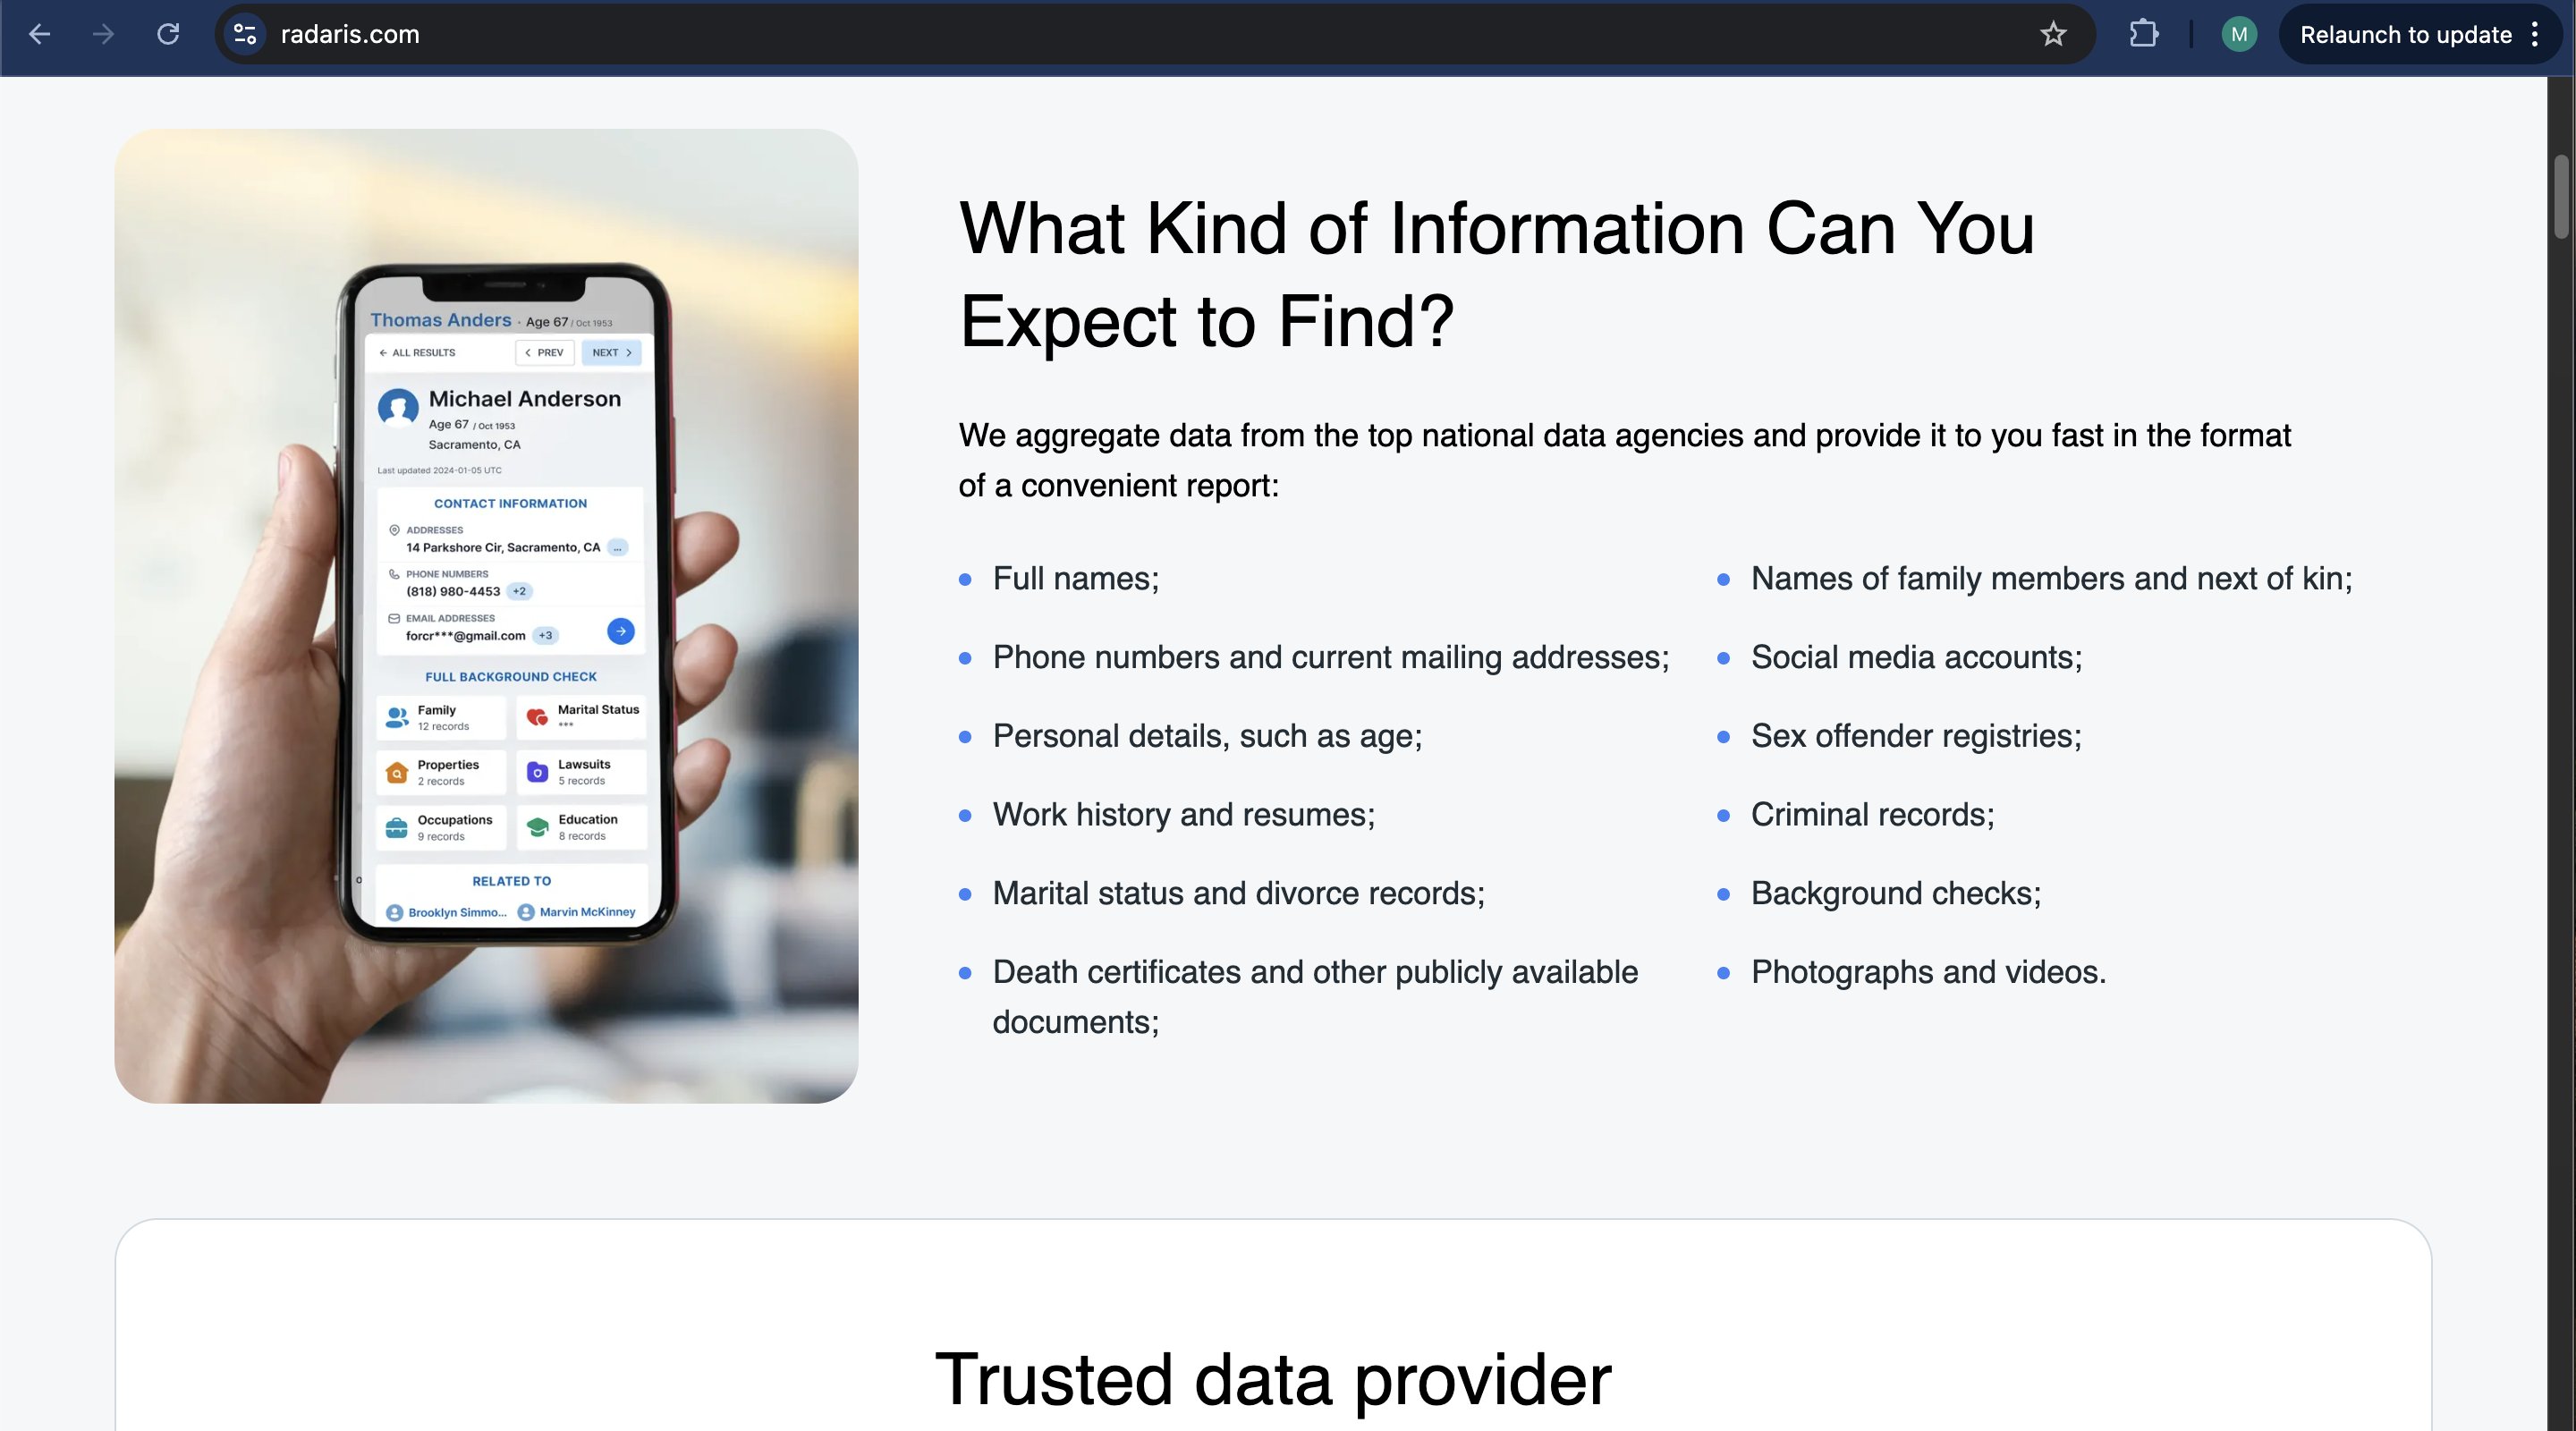 radaris.com
M
Relaunch to update
Thomas Anders · Age 67 / Oct 1953
ALL RESULTS
PREV
NEXT
Michael Anderson
Age 67 / Oct 1953
Sacramento, CA
Last updated 2024-01-05 UTC
CONTACT INFORMATION
ADDRESSES
14 Parkshore Cir, Sacramento, CA ...
PHONE NUMBERS
(818) 980-4453 +2
EMAIL ADDRESSES
forcr***@gmail.com +3
FULL BACKGROUND CHECK
Family
12 records
Marital Status
***
Properties
2 records
Lawsuits
5 records
Occupations
9 records
Education
8 records
RELATED TO
Brooklyn Simmo...
Marvin McKinney
What Kind of Information Can You
Expect to Find?
We aggregate data from the top national data agencies and provide it to you fast in the format
of a convenient report:
• Full names;
• Phone numbers and current mailing addresses;
• Personal details, such as age;
• Work history and resumes;
• Marital status and divorce records;
• Death certificates and other publicly available
documents;
• Names of family members and next of kin;
• Social media accounts;
• Sex offender registries;
• Criminal records;
• Background checks;
• Photographs and videos.
Trusted data provider